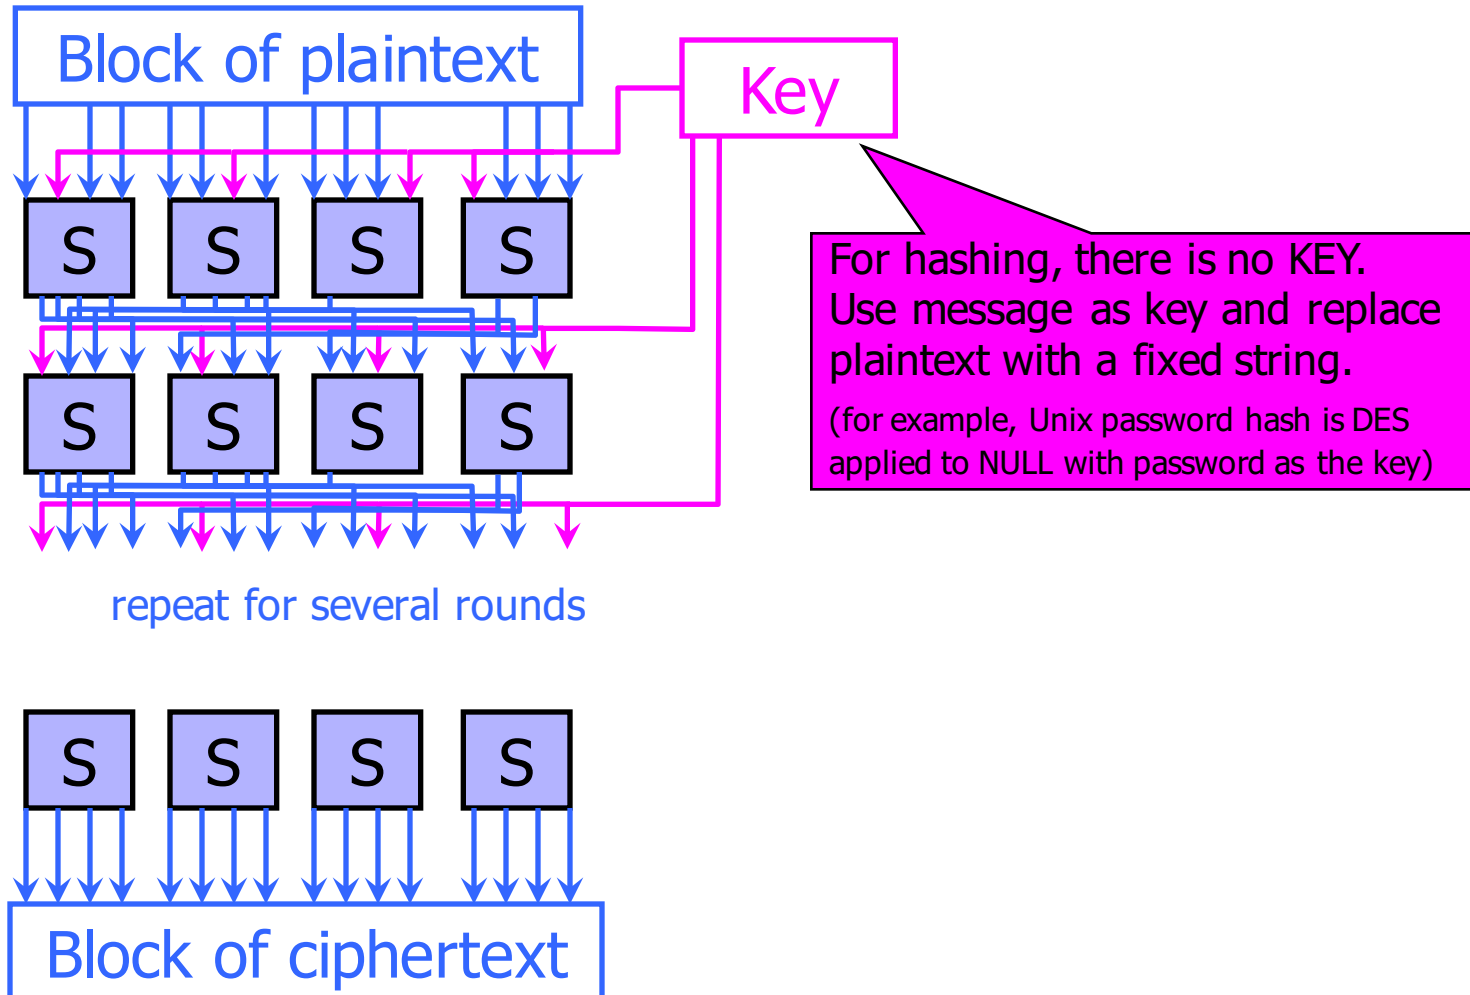 Block of plaintext
Key
S S S S
For hashing, there is no KEY.
Use message as key and replace
plaintext with a fixed string.
(for example, Unix password hash is DES
applied to NULL with password as the key)
S S S S
repeat for several rounds
S S S S
Block of ciphertext